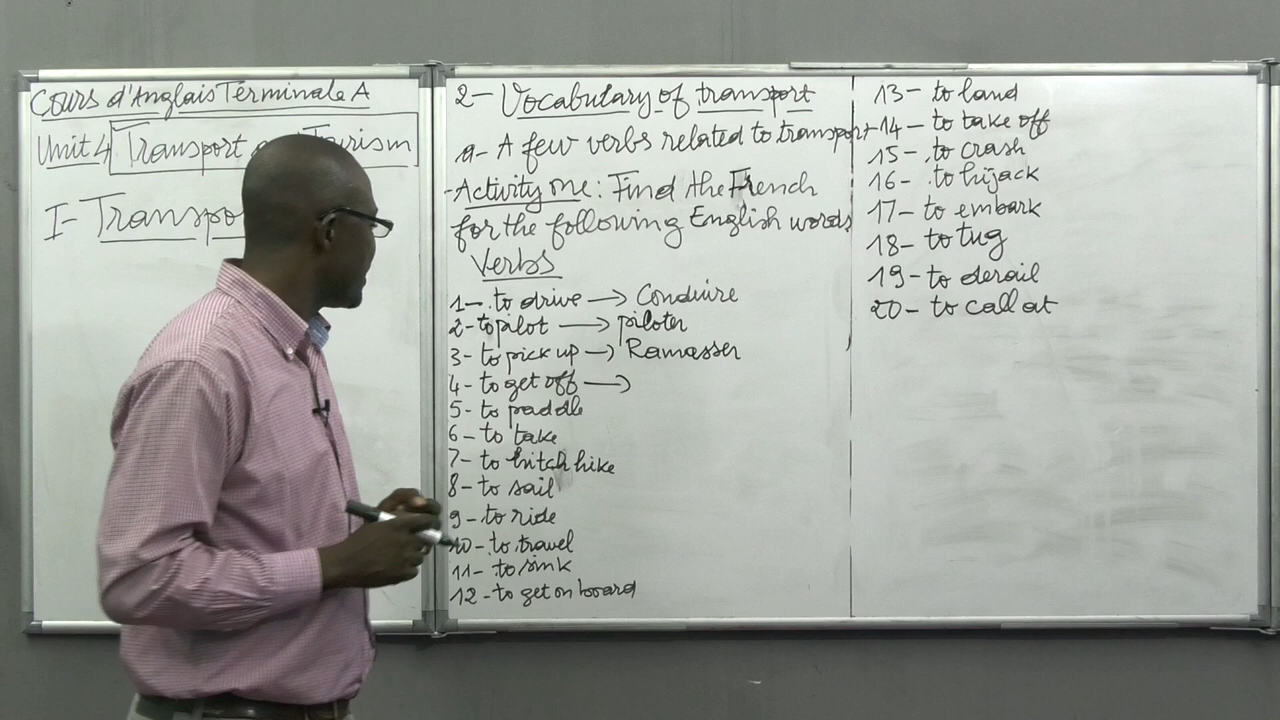 Cours d'Anglais Terminale A
Unit 4 Transport Tourism
I- Transpo
2- Vocabulary of transport
a- A few verbs related to transport
- Activity one: Find the French
for the following English words
Verbs
1- to drive → Conduire
2- to pilot → piloter
3- to pick up → Ramasser
4- to get off →
5- to paddle
6- to take
7- to hitch hike
8- to sail
9- to ride
10- to travel
11- to sink
12- to get on board
13- to land
14- to take off
15- to crash
16- to hijack
17- to embark
18- to tug
19- to derail
20- to call at